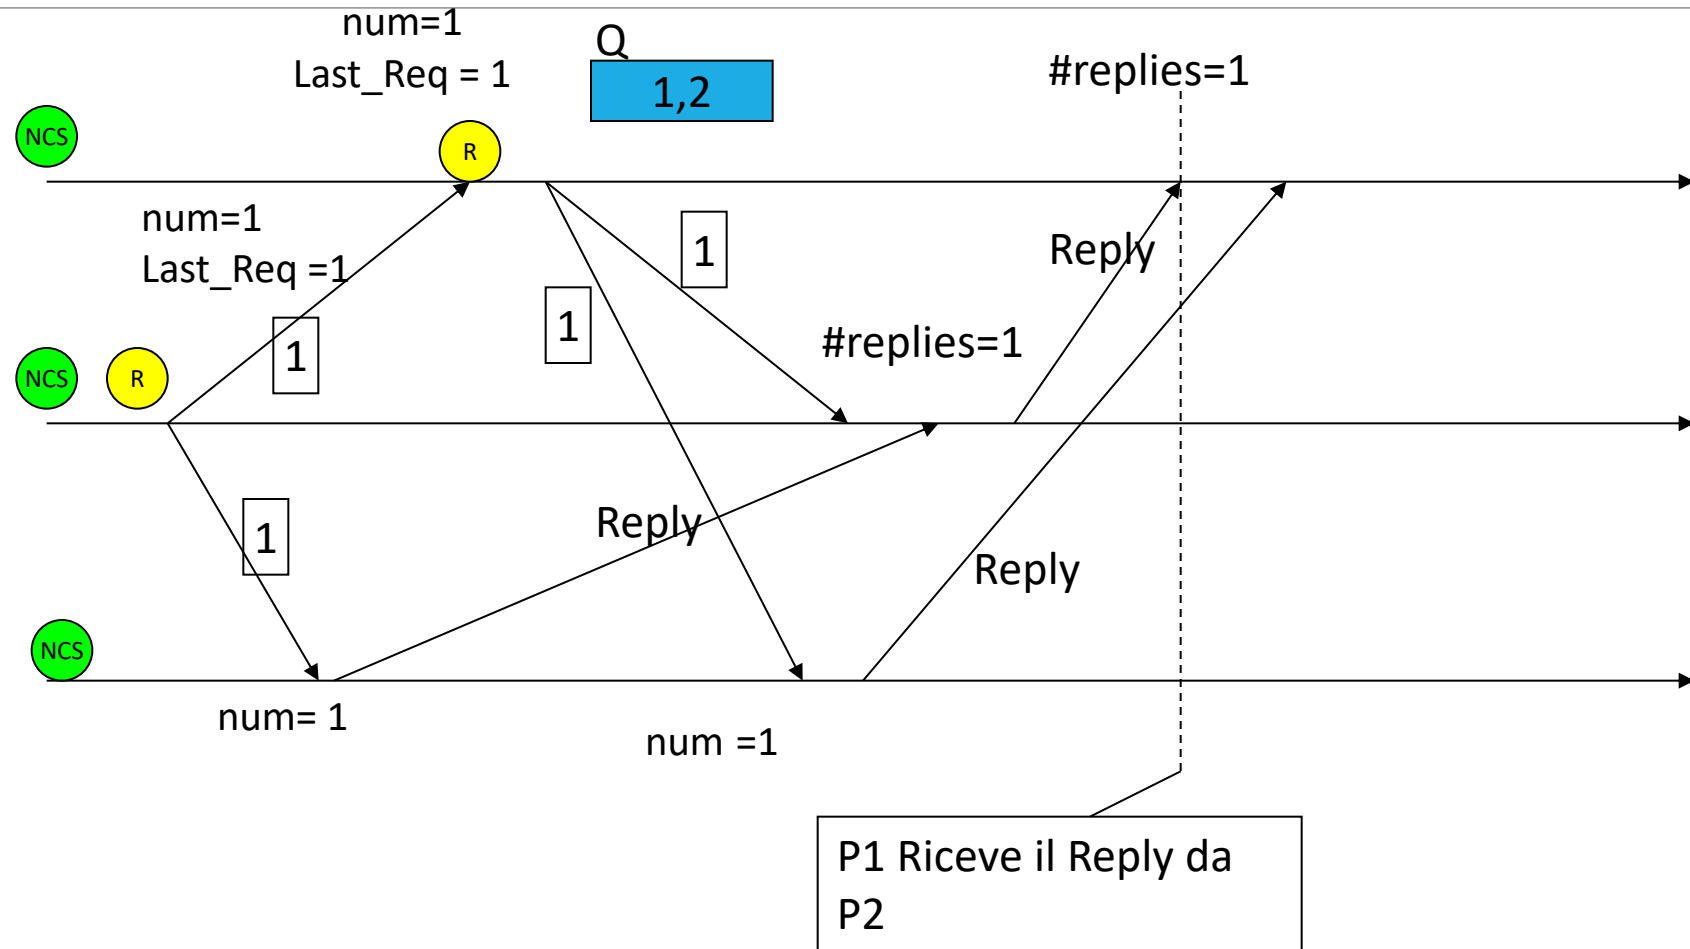 num=1
Last_Req = 1
Q
1,2
#replies=1
NCS
R
num=1
Last_Req =1
1
Reply
1
1
#replies=1
NCS
R
1
Reply
Reply
NCS
num= 1
num =1
P1 Riceve il Reply da
P2